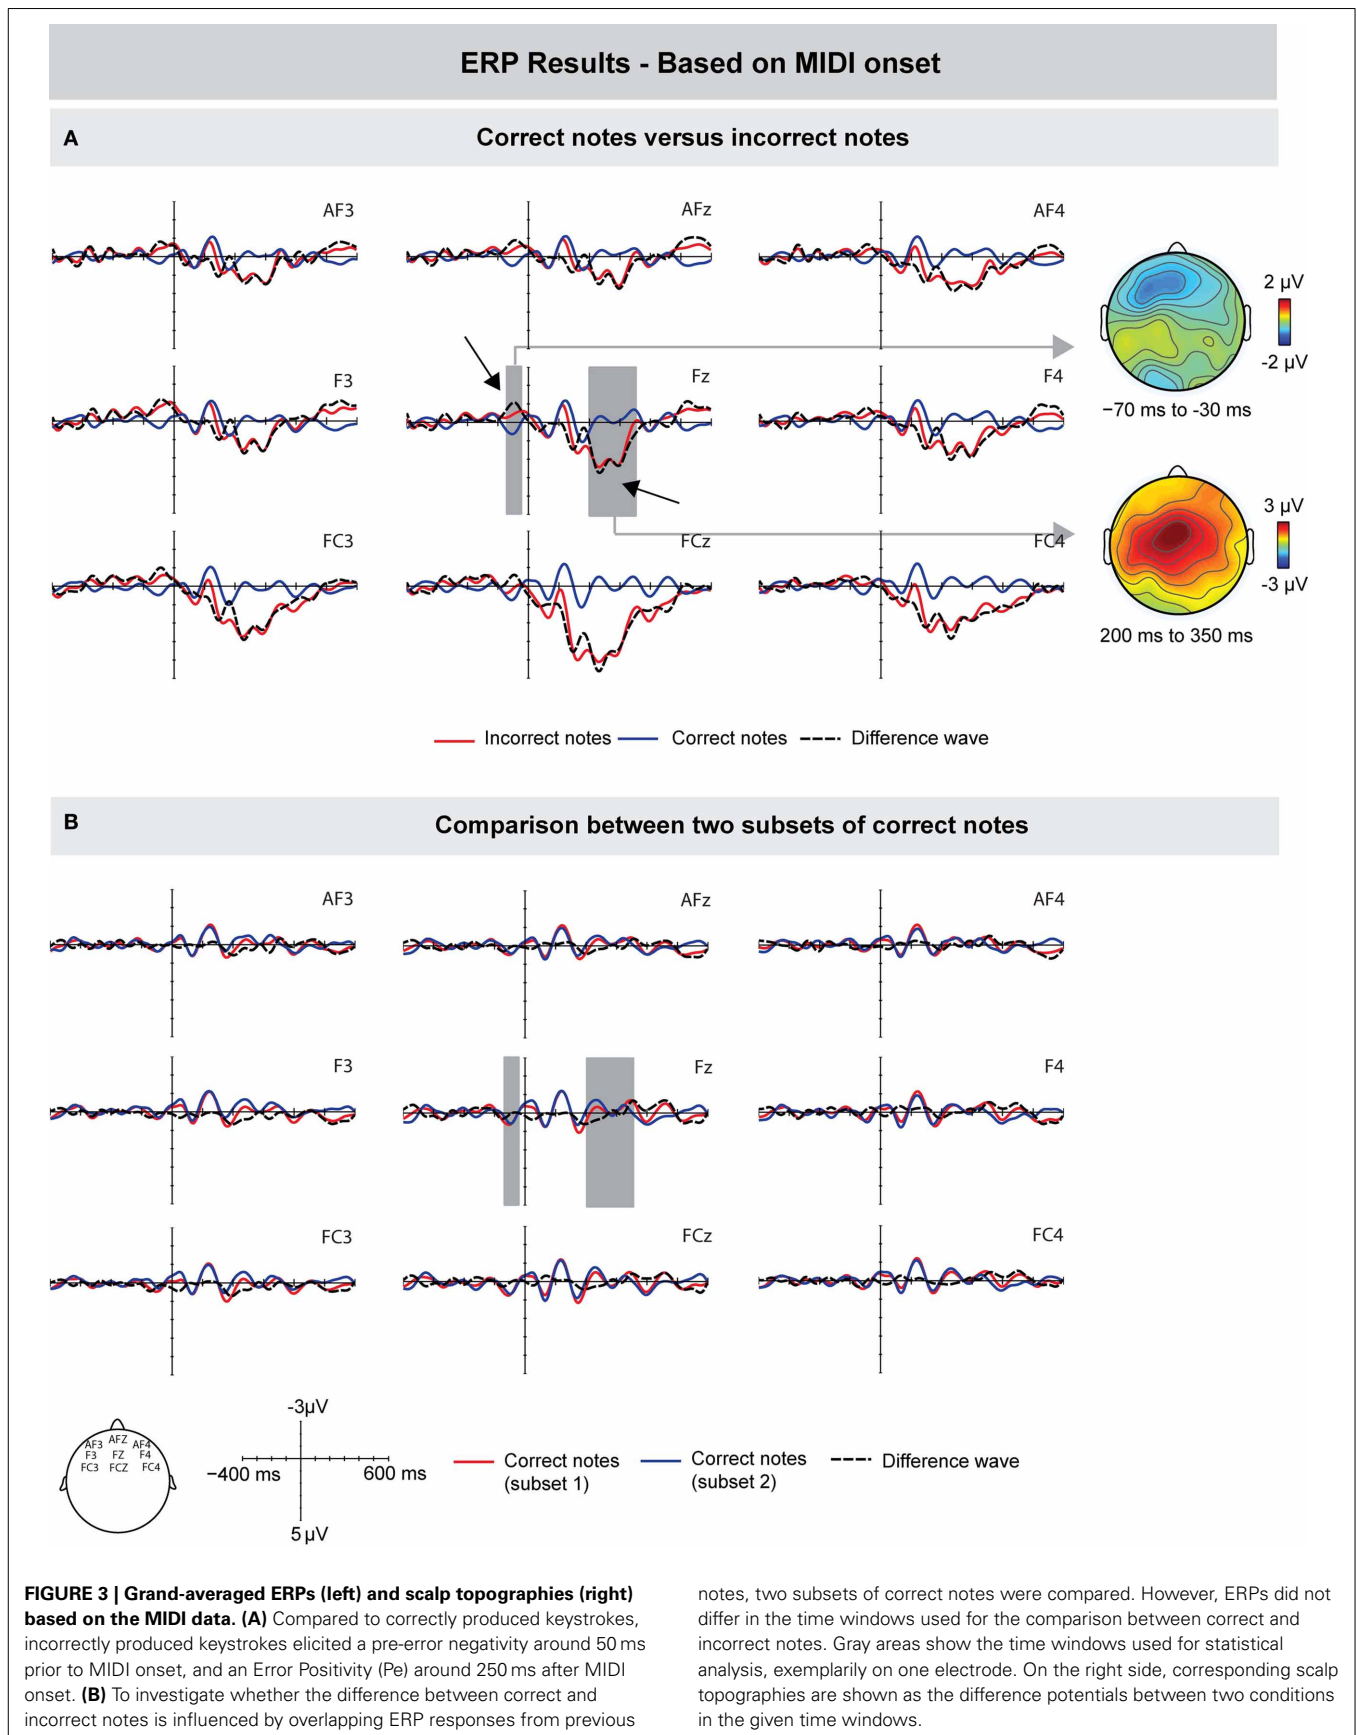 ERP Results - Based on MIDI onset
A
Correct notes versus incorrect notes
AF3
AFz
AF4
2 µV
-2 µV
−70 ms to -30 ms
F3
Fz
F4
3 µV
-3 µV
200 ms to 350 ms
FC3
FCz
FC4
Incorrect notes
Correct notes
Difference wave
B
Comparison between two subsets of correct notes
AF3
AFz
AF4
F3
Fz
F4
FC3
FCz
FC4
AF3 AFZ AF4
F3 FZ F4
FC3 FCZ FC4
-3µV
−400 ms
600 ms
5 µV
Correct notes
(subset 1)
Correct notes
(subset 2)
Difference wave
FIGURE 3 | Grand-averaged ERPs (left) and scalp topographies (right)
based on the MIDI data. (A) Compared to correctly produced keystrokes,
incorrectly produced keystrokes elicited a pre-error negativity around 50 ms
prior to MIDI onset, and an Error Positivity (Pe) around 250 ms after MIDI
onset. (B) To investigate whether the difference between correct and
incorrect notes is influenced by overlapping ERP responses from previous
notes, two subsets of correct notes were compared. However, ERPs did not
differ in the time windows used for the comparison between correct and
incorrect notes. Gray areas show the time windows used for statistical
analysis, exemplarily on one electrode. On the right side, corresponding scalp
topographies are shown as the difference potentials between two conditions
in the given time windows.